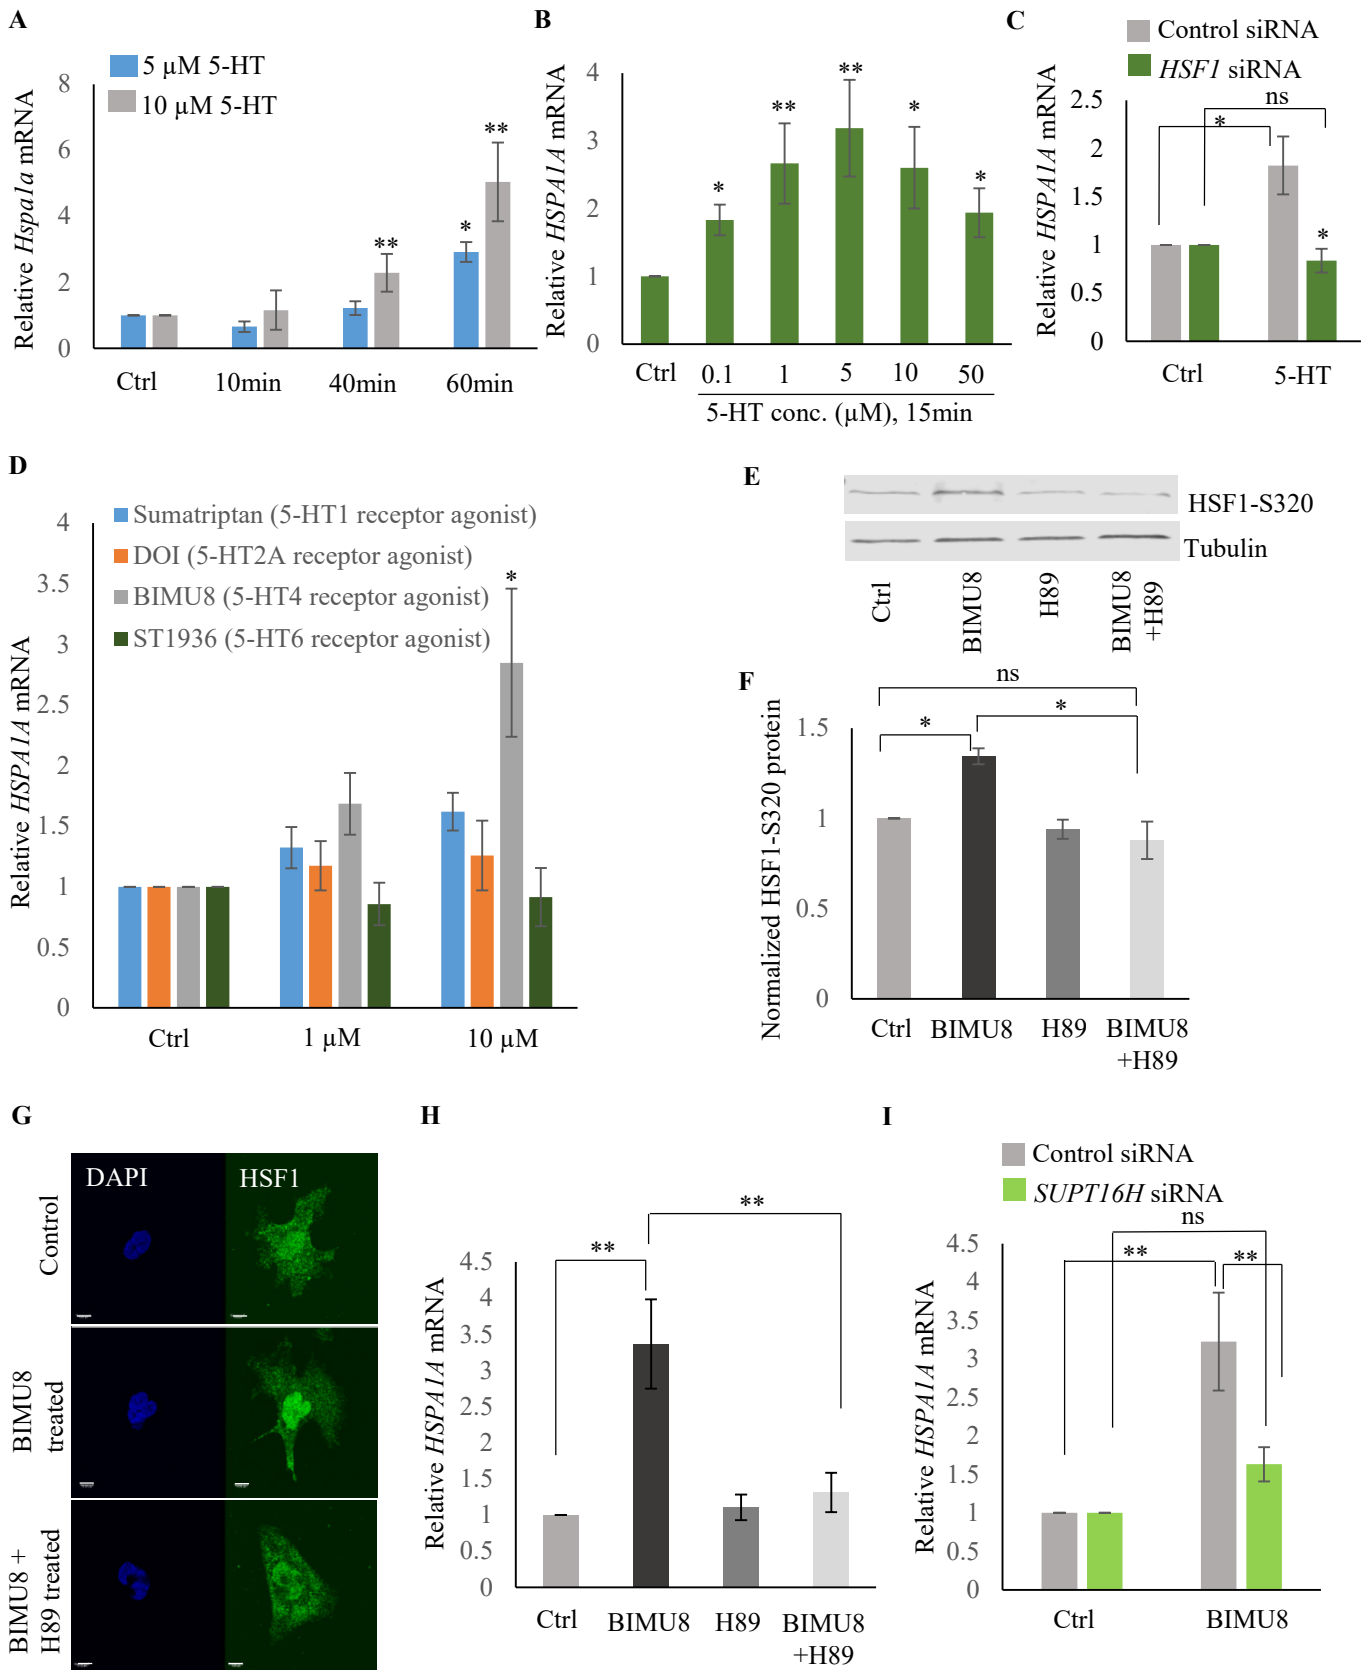 A
5 µM 5-HT
10 µM 5-HT
Relative Hspa1a mRNA
8
6
4
2
0
*
**
**
Ctrl
10min
40min
60min
B
Relative HSPA1A mRNA
4
3
2
1
0
*
**
**
*
*
Ctrl
0.1
1
5
10
50
5-HT conc. (µM), 15min
C
Control siRNA
HSF1 siRNA
Relative HSPA1A mRNA
2.5
2
1.5
1
0.5
0
ns
*
*
Ctrl
5-HT
D
Sumatriptan (5-HT1 receptor agonist)
DOI (5-HT2A receptor agonist)
BIMU8 (5-HT4 receptor agonist)
ST1936 (5-HT6 receptor agonist)
Relative HSPA1A mRNA
4
3.5
3
2.5
2
1.5
1
0.5
0
*
Ctrl
1 µM
10 µM
E
HSF1-S320
Tubulin
Ctrl
BIMU8
H89
BIMU8
+H89
F
Normalized HSF1-S320 protein
1.5
1
0.5
0
ns
*
*
Ctrl
BIMU8
H89
BIMU8
+H89
G
DAPI
HSF1
Control
BIMU8
treated
BIMU8 +
H89 treated
H
Relative HSPA1A mRNA
4.5
4
3.5
3
2.5
2
1.5
1
0.5
0
**
**
Ctrl
BIMU8
H89
BIMU8
+H89
I
Control siRNA
SUPT16H siRNA
Relative HSPA1A mRNA
4.5
4
3.5
3
2.5
2
1.5
1
0.5
0
ns
**
**
Ctrl
BIMU8